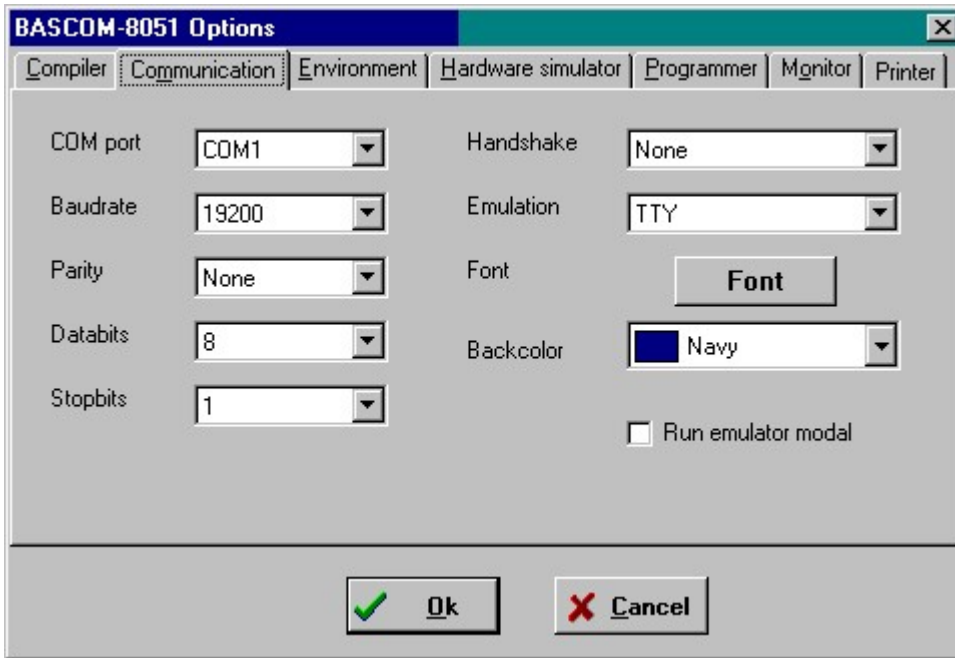 BASCOM-8051 Options
Compiler Communication Environment Hardware simulator Programmer Monitor Printer
COM port COM1 Handshake None
Baudrate 19200 Emulation TTY
Parity None Font Font
Databits 8 Backcolor Navy
Stopbits 1
Run emulator modal
Ok Cancel